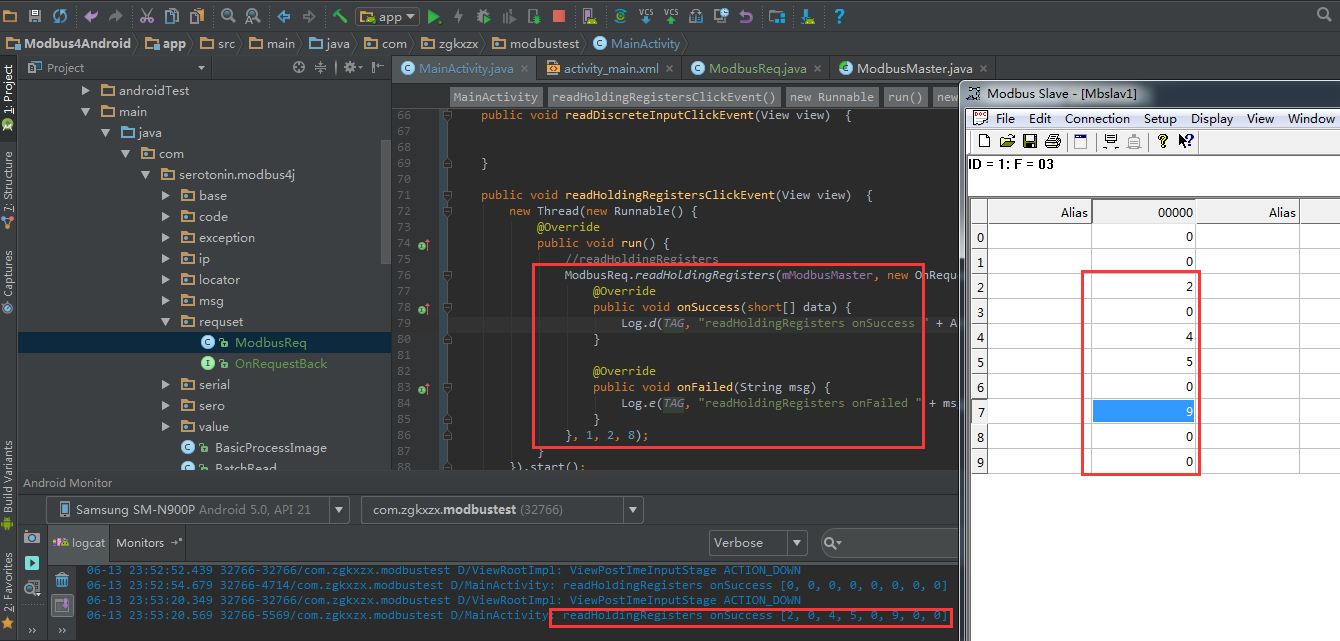 app
VCS
VCS
Modbus4Android
app
src
main
java
com
zgkxzx
modbustest
MainActivity
1: Project
7: Structure
Captures
Build Variants
2: Favorites
Project
androidTest
main
java
com
serotonin.modbus4j
base
code
exception
ip
locator
msg
requset
ModbusReq
OnRequestBack
serial
sero
value
BasicProcessImage
BatchRead
MainActivity.java
activity_main.xml
ModbusReq.java
ModbusMaster.java
MainActivity
readHoldingRegistersClickEvent()
new Runnable
run()
new
66 public void readDiscreteInputClickEvent(View view) {
67
68
69 }
70
71 public void readHoldingRegistersClickEvent(View view) {
72 new Thread(new Runnable() {
73 @Override
74 public void run() {
75 //readHoldingRegisters
76 ModbusReq.readHoldingRegisters(mModbusMaster, new OnReque
77 @Override
78 public void onSuccess(short[] data) {
79 Log.d(TAG, "readHoldingRegisters onSuccess " + A
80 }
81
82 @Override
83 public void onFailed(String msg) {
84 Log.e(TAG, "readHoldingRegisters onFailed " + ms
85 }
86 }, 1, 2, 8);
87 }
88 }).start();
Modbus Slave - [Mbslav1]
File Edit Connection Setup Display View Window
ID = 1: F = 03
Alias 00000 Alias
0 0
1 0
2 2
3 0
4 4
5 5
6 0
7 9
8 0
9 0
Android Monitor
Samsung SM-N900P Android 5.0, API 21
com.zgkxzx.modbustest (32766)
logcat
Monitors
Verbose
06-13 23:52:52.439 32766-32766/com.zgkxzx.modbustest D/ViewRootImpl: ViewPostImeInputStage ACTION_DOWN
06-13 23:52:54.679 32766-4714/com.zgkxzx.modbustest D/MainActivity: readHoldingRegisters onSuccess [0, 0, 0, 0, 0, 0, 0, 0]
06-13 23:53:20.349 32766-32766/com.zgkxzx.modbustest D/ViewRootImpl: ViewPostImeInputStage ACTION_DOWN
06-13 23:53:20.569 32766-5569/com.zgkxzx.modbustest D/MainActivity: readHoldingRegisters onSuccess [2, 0, 4, 5, 0, 9, 0, 0]